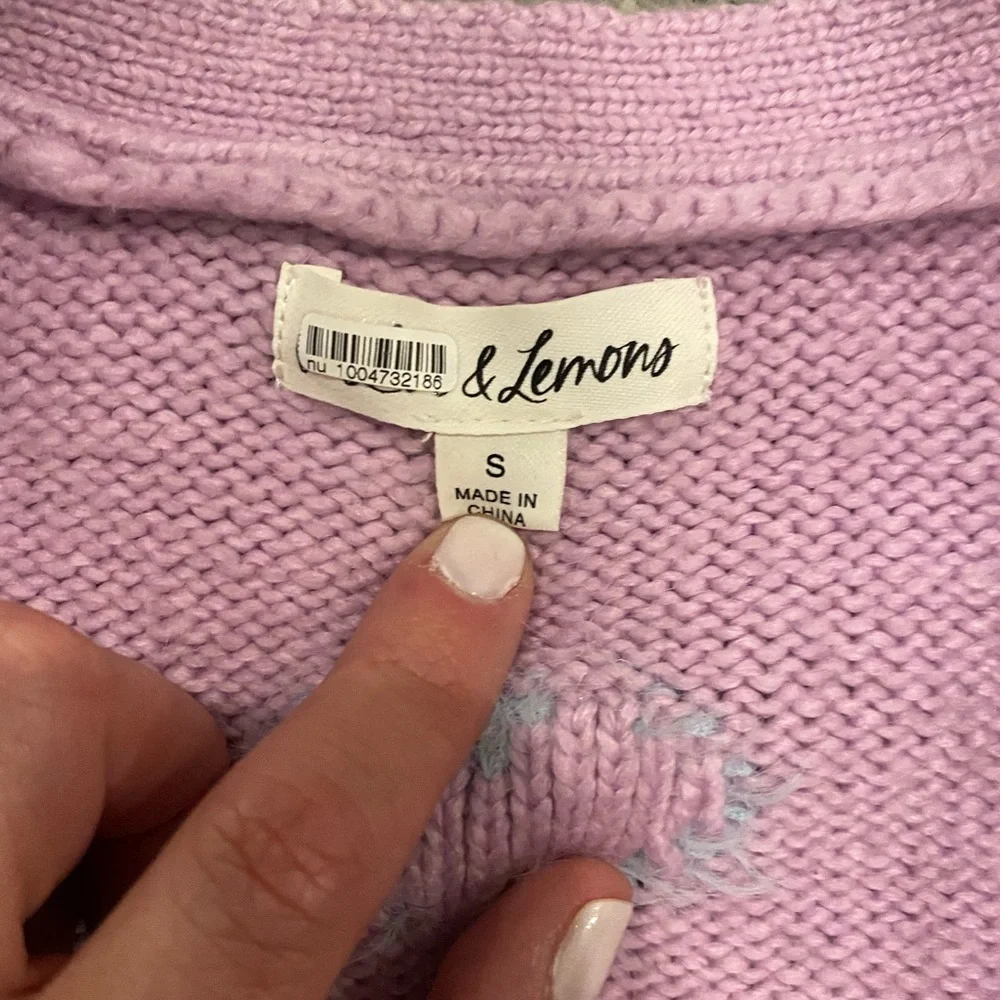 nu 1004732186
& Lemons
S
MADE IN
CHINA